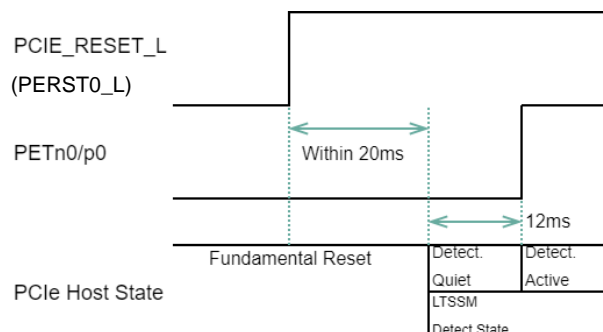 PCIE_RESET_L
(PERST0_L)
PETn0/p0
Within 20ms
12ms
Fundamental Reset
Detect.
Quiet
Detect.
Active
PCIe Host State
LTSSM
Detect State